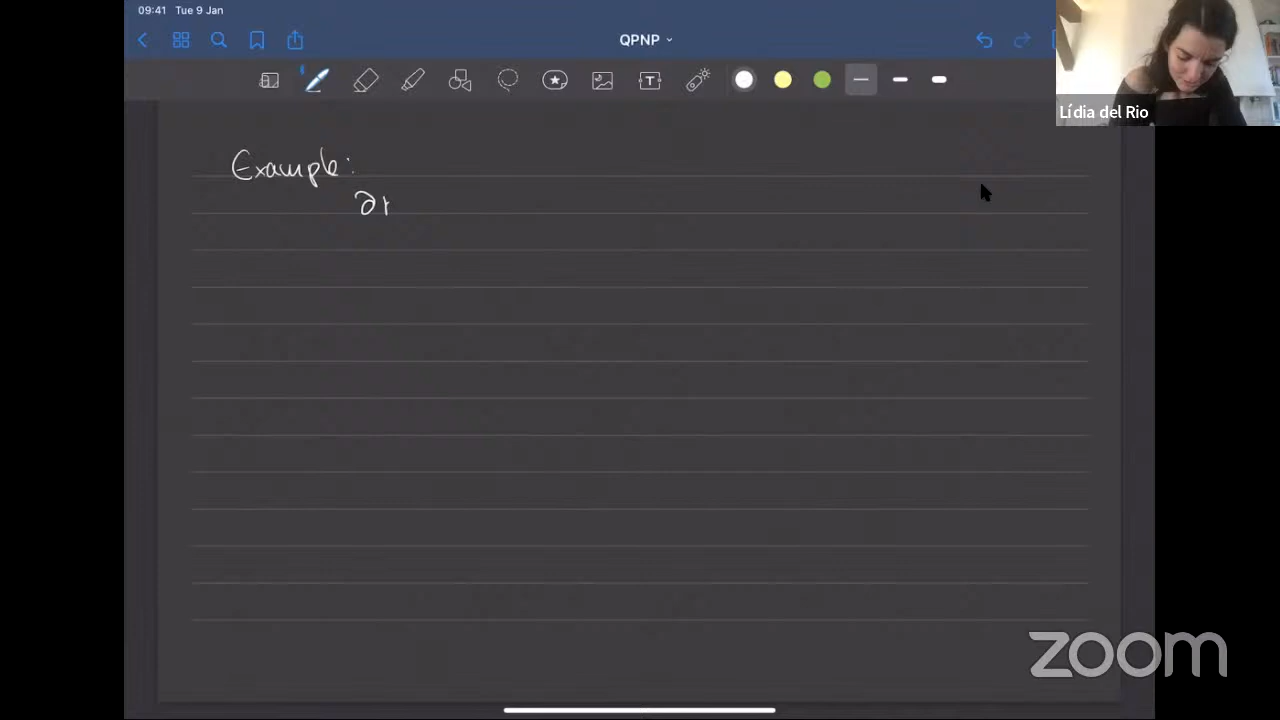 09:41 Tue 9 Jan
QPNP
Lídia del Rio
Example:
∂r
zoom